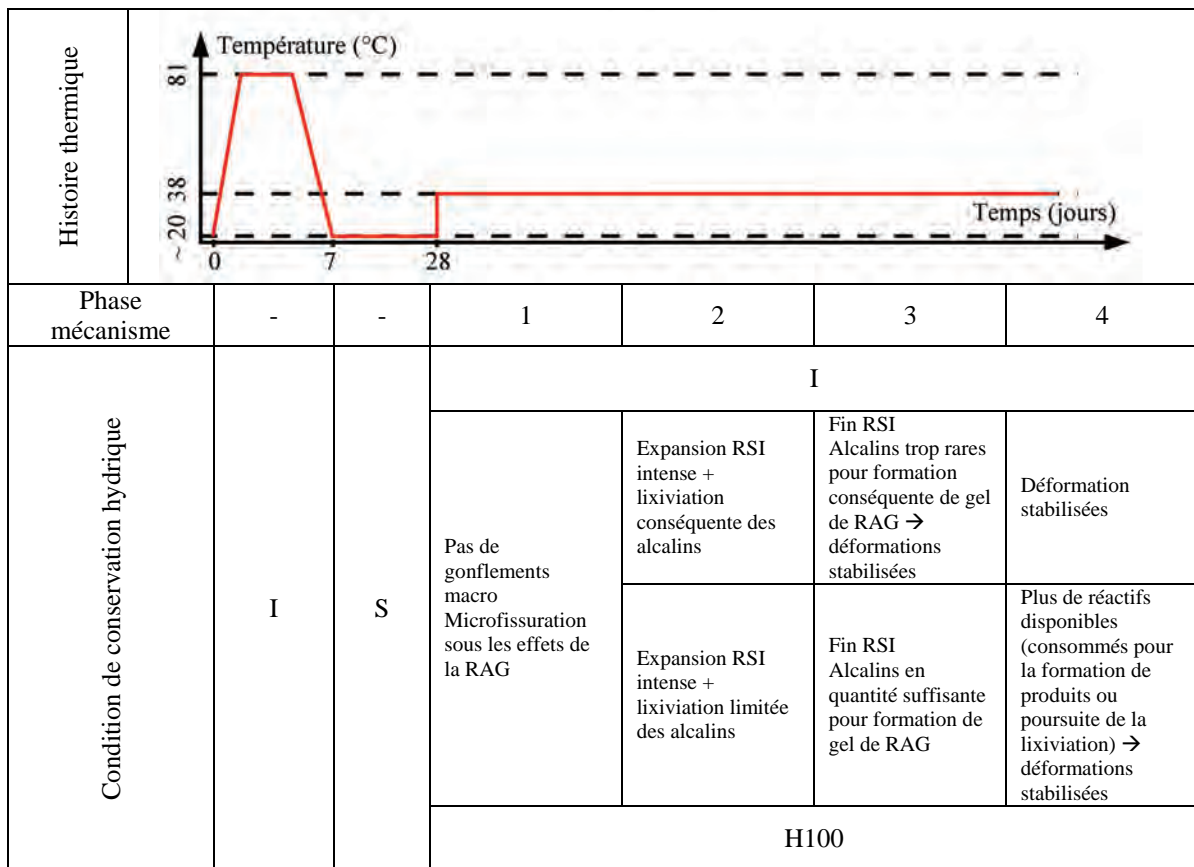 Histoire thermique
Température (°C)
81
38
~ 20
Temps (jours)
0
7
28
Phase
mécanisme
-
-
1
2
3
4
Condition de conservation hydrique
I
S
I
Pas de
gonflements
macro
Microfissuration
sous les effets de
la RAG
Expansion RSI
intense +
lixiviation
conséquente des
alcalins
Fin RSI
Alcalins trop rares
pour formation
conséquente de gel
de RAG →
déformations
stabilisées
Déformation
stabilisées
Expansion RSI
intense +
lixiviation limitée
des alcalins
Fin RSI
Alcalins en
quantité suffisante
pour formation de
gel de RAG
Plus de réactifs
disponibles
(consommés pour
la formation de
produits ou
poursuite de la
lixiviation) →
déformations
stabilisées
H100